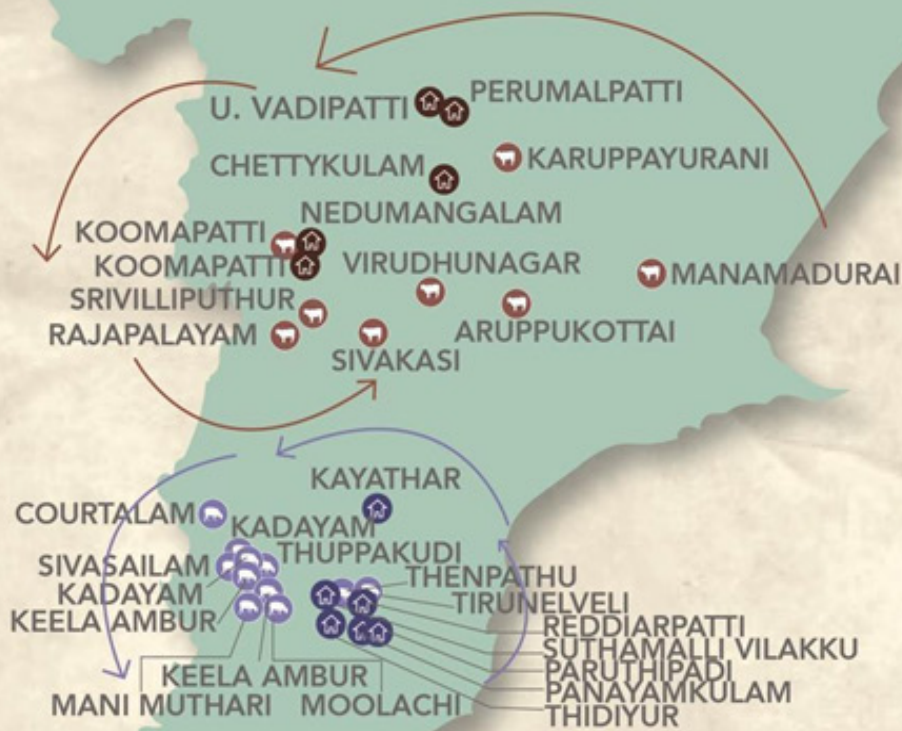 U. VADIPATTI
PERUMALPATTI
CHETTYKULAM
KARUPPAYURANI
NEDUMANGALAM
KOOMAPATTI
KOOMAPATTI
VIRUDHUNAGAR
MANAMADURAI
SRIVILLIPUTHUR
RAJAPALAYAM
ARUPPUKOTTAI
SIVAKASI
KAYATHAR
COURTALAM
KADAYAM
THUPPAKUDI
SIVASAILAM
THENPATHU
KADAYAM
TIRUNELVELI
KEELA AMBUR
REDDIARPATTI
SUTHAMALLI VILAKKU
PARUTHIPADI
KEELA AMBUR
PANAYAMKULAM
MANI MUTHARI
MOOLACHI
THIDIYUR